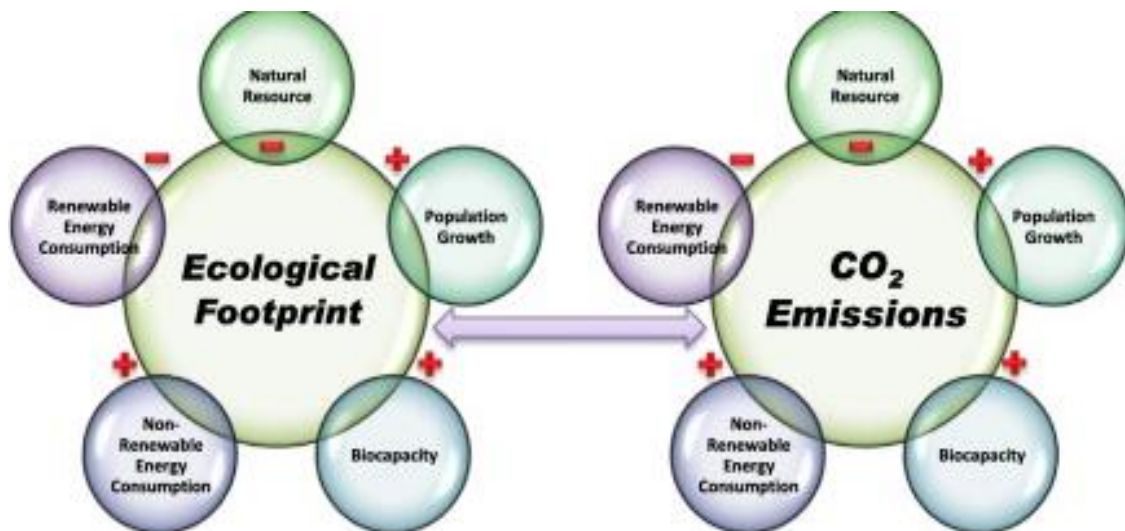 Natural
Resource
Renewable
Energy
Consumption
Population
Growth
Ecological
Footprint
Non-
Renewable
Energy
Consumption
Biocapacity
Natural
Resource
Renewable
Energy
Consumption
Population
Growth
CO₂
Emissions
Non-
Renewable
Energy
Consumption
Biocapacity